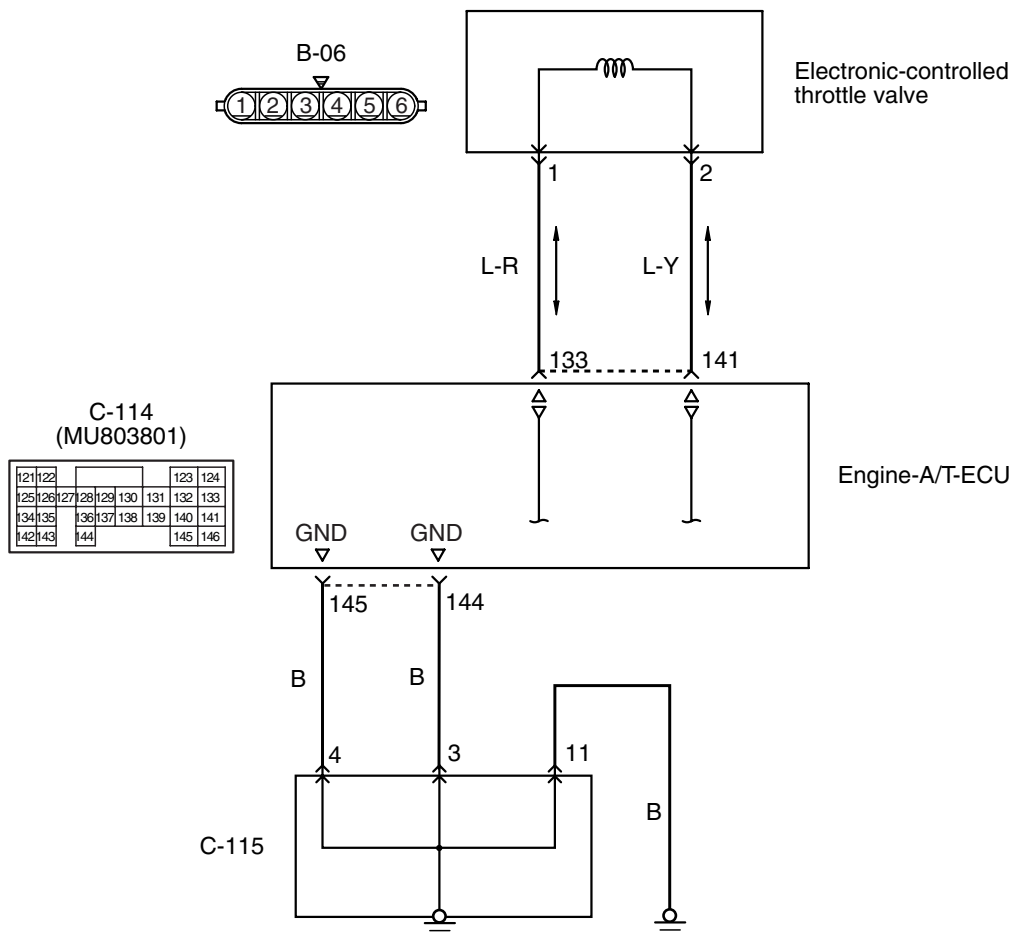 B-06
1 2 3 4 5 6
Electronic-controlled
throttle valve
1
2
L-R
L-Y
133
141
C-114
(MU803801)
121 122 123 124
125 126 127 128 129 130 131 132 133
134 135 136 137 138 139 140 141
142 143 144 145 146
Engine-A/T-ECU
GND
GND
145
144
B
B
4
3
11
B
C-115